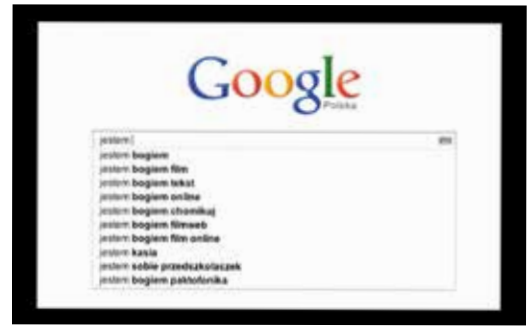 Google
Polska
jestem
jestem bogiem
jestem bogiem film
jestem bogiem tekst
jestem bogiem online
jestem bogiem chomikuj
jestem bogiem filmweb
jestem bogiem film online
jestem kasia
jestem sobie przedszkolaczek
jestem bogiem paktofonika